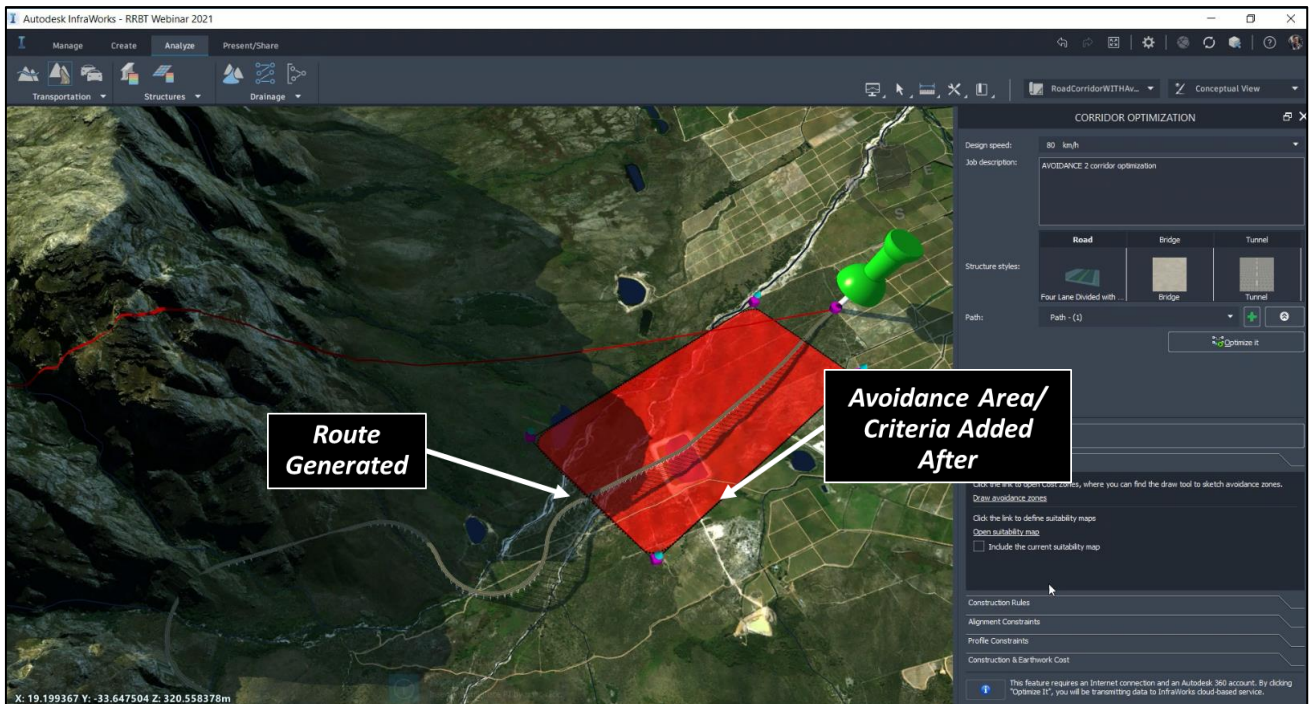 Autodesk InfraWorks - RRBT Webinar 2021
Manage Create Analyze Present/Share
Transportation Structures Drainage
RoadCorridorWITHAv... Conceptual View
CORRIDOR OPTIMIZATION
Design speed: 80 km/h
Job description: AVOIDANCE 2 corridor optimization
Road Bridge Tunnel
Structure styles:
Four Lane Divided with ... Bridge Tunnel
Path: Path - (1)
Optimize it
E
S
Route
Generated
Avoidance Area/
Criteria Added
After
Click the link to open Cost Zones, where you can find the draw tool to sketch avoidance zones.
Draw avoidance zones
Click the link to define suitability maps
Open suitability map
Include the current suitability map
Construction Rules
Alignment Constraints
Profile Constraints
Construction & Earthwork Cost
This feature requires an Internet connection and an Autodesk 360 account. By clicking
"Optimize It", you will be transmitting data to InfraWorks cloud-based service.
X: 19.199367 Y: -33.647504 Z: 320.558378m